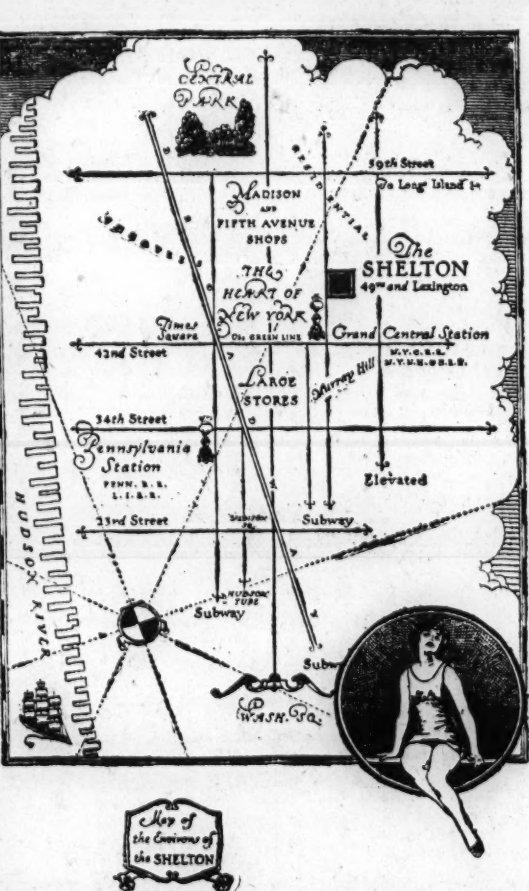 CENTRAL
PARK
59th Street
To Long Island
RESIDENTIAL
MADISON
AND
FIFTH AVENUE
SHOPS
THEATRES
The
SHELTON
49TH and Lexington
THE
HEART OF
NEW YORK
Times
Square
GREEN LINE
Grand Central Station
N.Y.C.R.R.
42nd Street
Murray Hill
LARGE
STORES
34th Street
Pennsylvania
Station
PENN. R.R.
L.I.R.R.
Elevated
23rd Street
Subway
HUDSON RIVER
HUDSON
TUBE
Subway
Subw
WASH. SQ.
Map of
the Environs of
the SHELTON